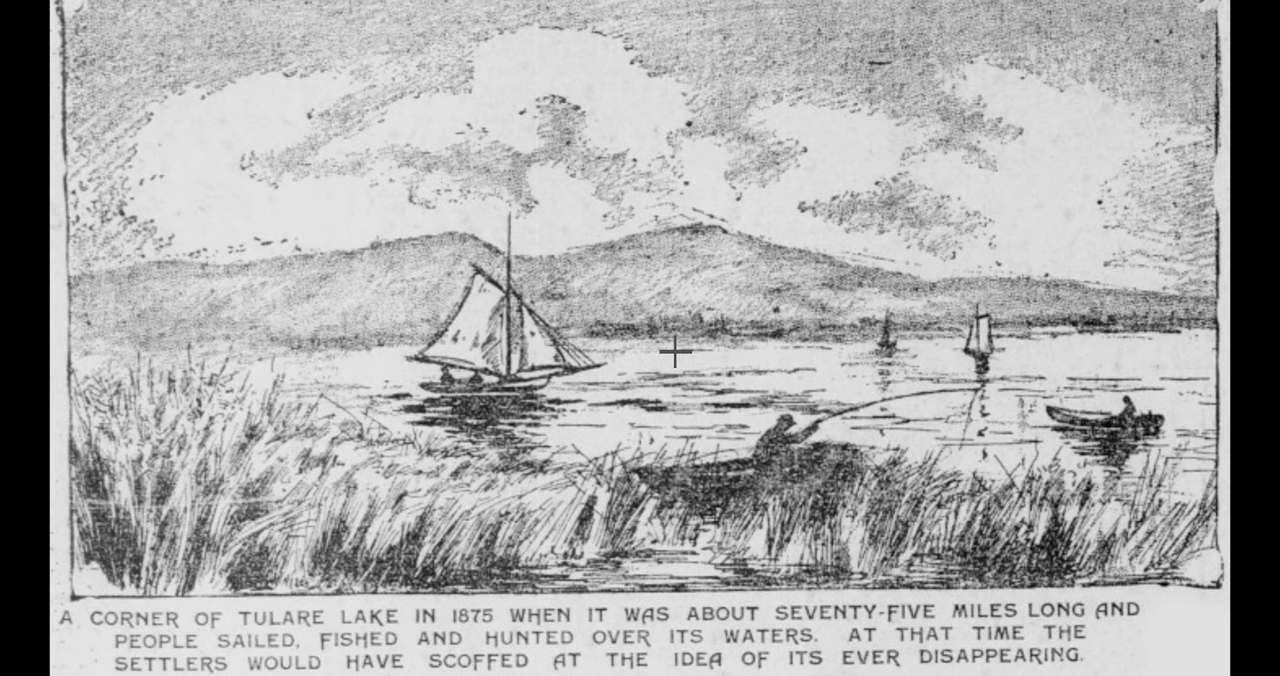 A CORNER OF TULARE LAKE IN 1875 WHEN IT WAS ABOUT SEVENTY-FIVE MILES LONG AND
PEOPLE SAILED, FISHED AND HUNTED OVER ITS WATERS. AT THAT TIME THE
SETTLERS WOULD HAVE SCOFFED AT THE IDEA OF ITS EVER DISAPPEARING.